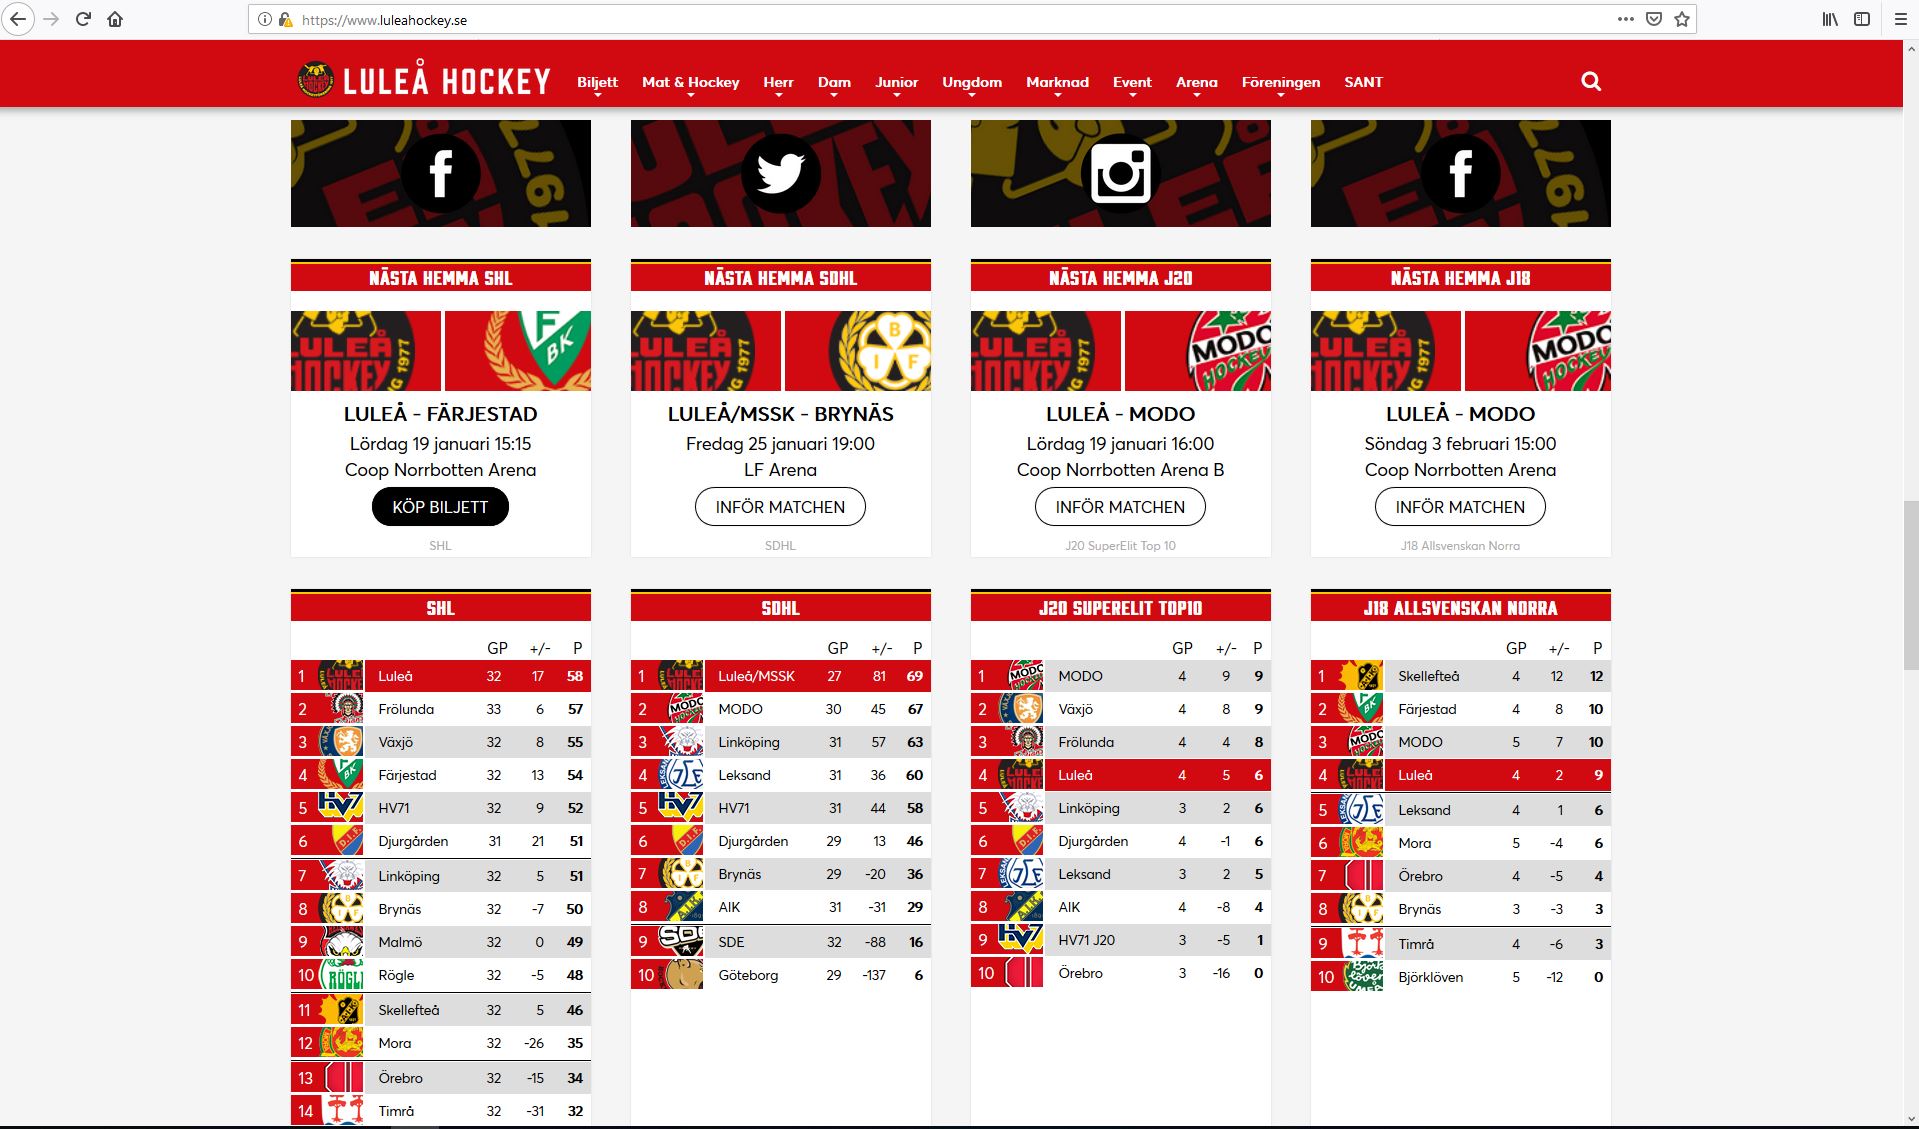 https://www.luleahockey.se
LULEÅ HOCKEY Biljett Mat & Hockey Herr Dam Junior Ungdom Marknad Event Arena Föreningen SANT
NÄSTA HEMMA SHL
LULEÅ - FÄRJESTAD
Lördag 19 januari 15:15
Coop Norrbotten Arena
KÖP BILJETT
SHL
NÄSTA HEMMA SDHL
LULEÅ/MSSK - BRYNÄS
Fredag 25 januari 19:00
LF Arena
INFÖR MATCHEN
SDHL
NÄSTA HEMMA J20
LULEÅ - MODO
Lördag 19 januari 16:00
Coop Norrbotten Arena B
INFÖR MATCHEN
J20 SuperElit Top 10
NÄSTA HEMMA J18
LULEÅ - MODO
Söndag 3 februari 15:00
Coop Norrbotten Arena
INFÖR MATCHEN
J18 Allsvenskan Norra
SHL
GP +/- P
1 Luleå 32 17 58
2 Frölunda 33 6 57
3 Växjö 32 8 55
4 Färjestad 32 13 54
5 HV71 32 9 52
6 Djurgården 31 21 51
7 Linköping 32 5 51
8 Brynäs 32 -7 50
9 Malmö 32 0 49
10 Rögle 32 -5 48
11 Skellefteå 32 5 46
12 Mora 32 -26 35
13 Örebro 32 -15 34
14 Timrå 32 -31 32
SDHL
GP +/- P
1 Luleå/MSSK 27 81 69
2 MODO 30 45 67
3 Linköping 31 57 63
4 Leksand 31 36 60
5 HV71 31 44 58
6 Djurgården 29 13 46
7 Brynäs 29 -20 36
8 AIK 31 -31 29
9 SDE 32 -88 16
10 Göteborg 29 -137 6
J20 SUPERELIT TOP10
GP +/- P
1 MODO 4 9 9
2 Växjö 4 8 9
3 Frölunda 4 4 8
4 Luleå 4 5 6
5 Linköping 3 2 6
6 Djurgården 4 -1 6
7 Leksand 3 2 5
8 AIK 4 -8 4
9 HV71 J20 3 -5 1
10 Örebro 3 -16 0
J18 ALLSVENSKAN NORRA
GP +/- P
1 Skellefteå 4 12 12
2 Färjestad 4 8 10
3 MODO 5 7 10
4 Luleå 4 2 9
5 Leksand 4 1 6
6 Mora 5 -4 6
7 Örebro 4 -5 4
8 Brynäs 3 -3 3
9 Timrå 4 -6 3
10 Björklöven 5 -12 0